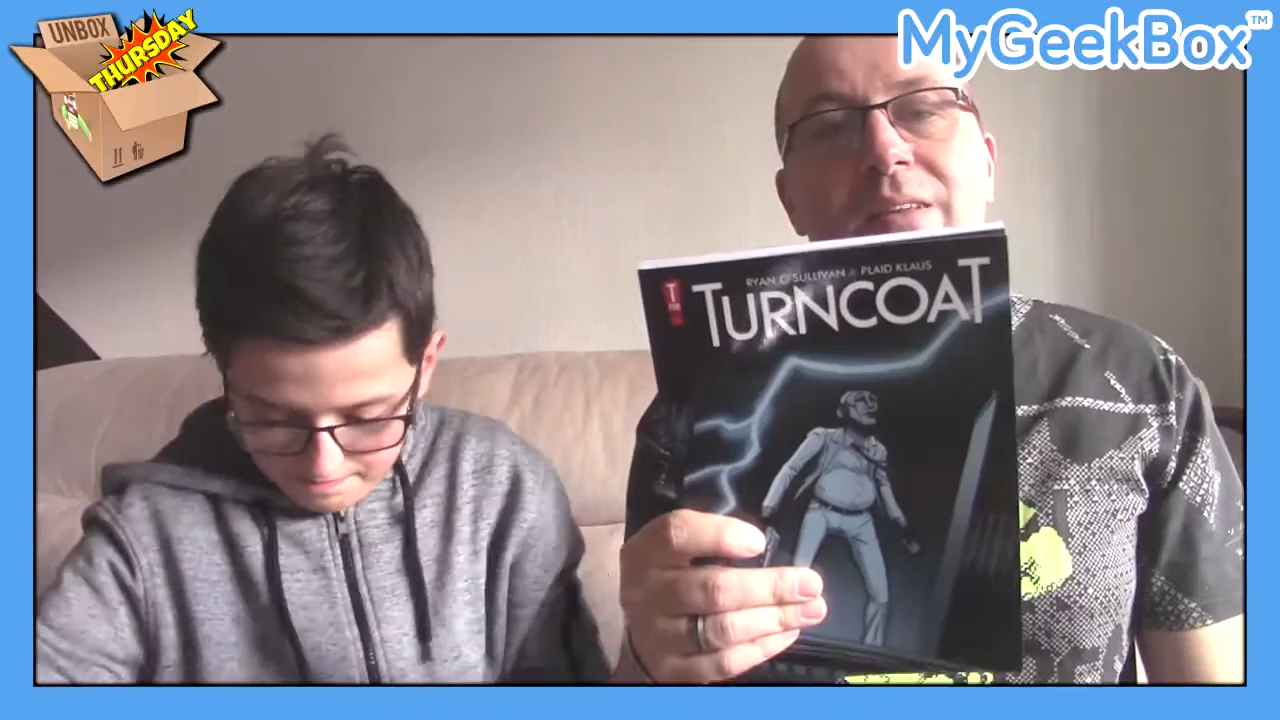 UNBOX
THURSDAY
MyGeekBox™
RYAN O'SULLIVAN & PLAID KLAUS
TURNCOAT
T